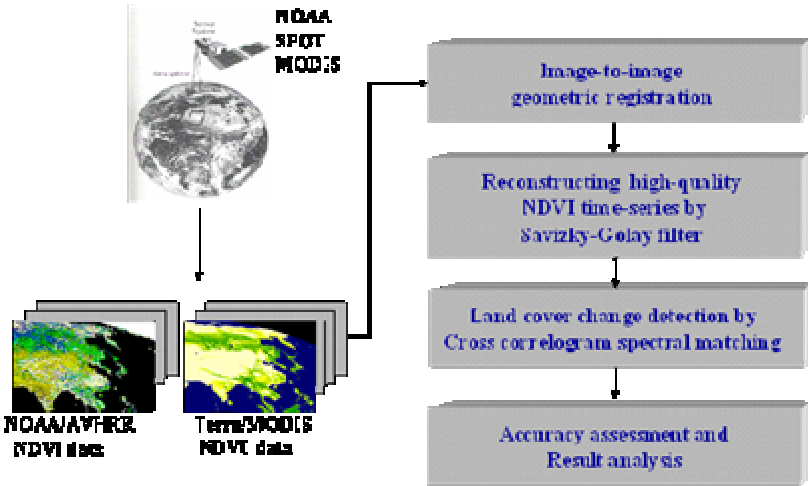 NOAA
SPOT
MODIS
NOAA/AVHRR
NDVI data
Terra/MODIS
NDVI data
Image-to-image
geometric registration
Reconstructing high-quality
NDVI time-series by
Savizky-Golay filter
Land cover change detection by
Cross correlogram spectral matching
Accuracy assessment and
Result analysis